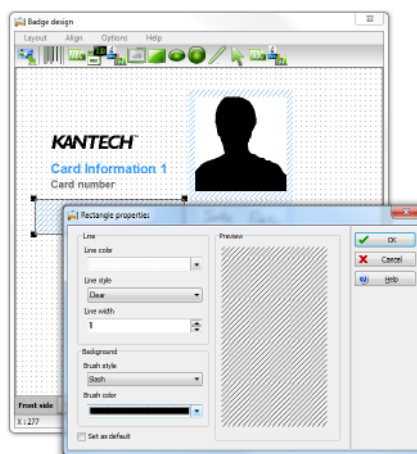 Badge design
Layout Align Options Help
KANTECH™
Card Information 1
Card number
Rectangle properties
Line
Line color
Line style
Clear
Line width
1
Background
Brush style
Slash
Brush color
Set as default
Preview
OK
Cancel
Help
Front side
X : 277